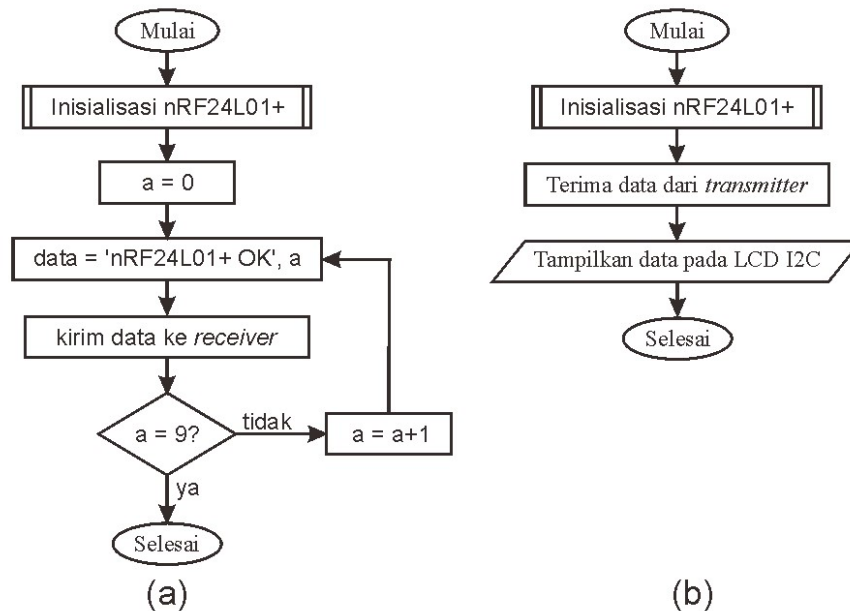 Mulai
Inisialisasi nRF24L01+
a = 0
data = 'nRF24L01+ OK', a
kirim data ke receiver
a = 9?
tidak
a = a+1
ya
Selesai
(a)
Mulai
Inisialisasi nRF24L01+
Terima data dari transmitter
Tampilkan data pada LCD I2C
Selesai
(b)